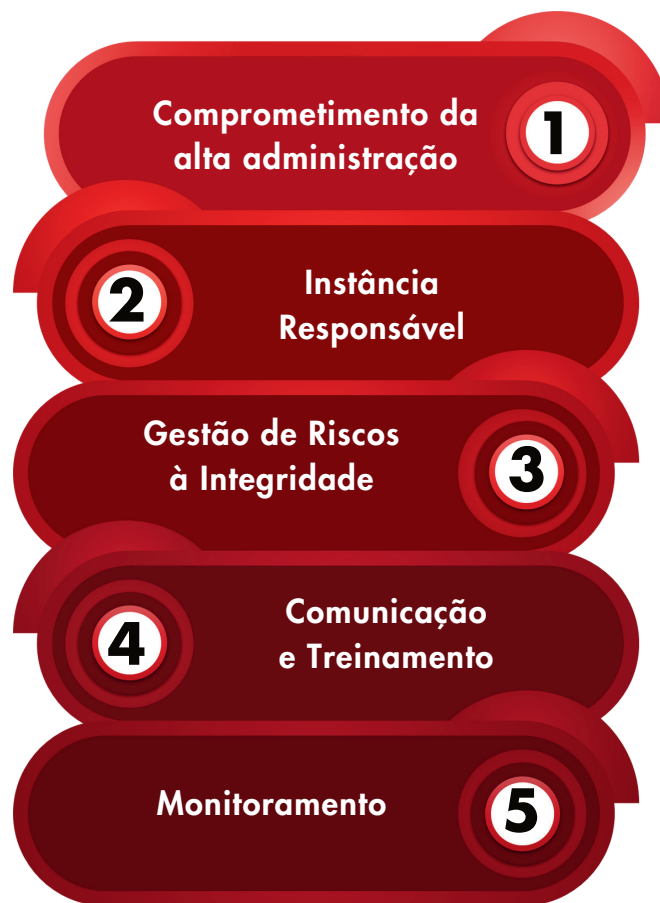 Comprometimento da
alta administração
1
2
Instância
Responsável
Gestão de Riscos
à Integridade
3
4
Comunicação
e Treinamento
Monitoramento
5